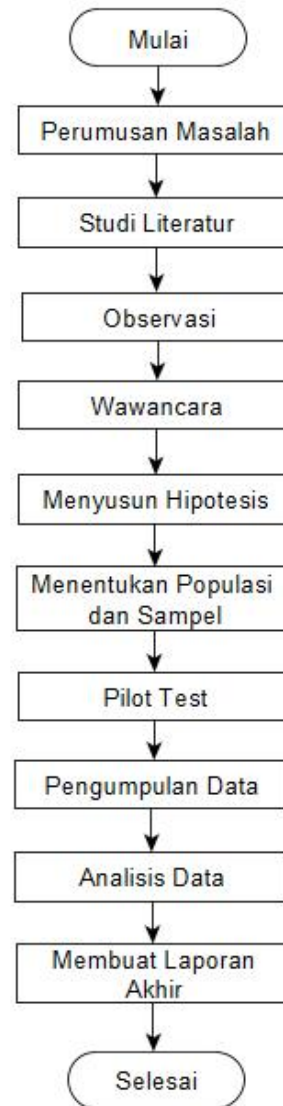 Mulai
Perumusan Masalah
Studi Literatur
Observasi
Wawancara
Menyusun Hipotesis
Menentukan Populasi
dan Sampel
Pilot Test
Pengumpulan Data
Analisis Data
Membuat Laporan
Akhir
Selesai